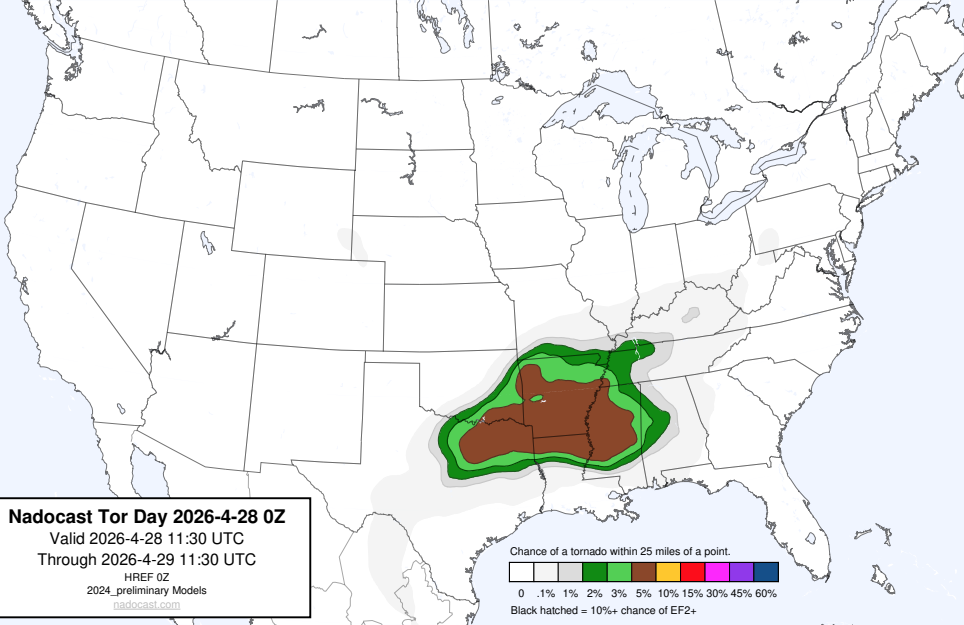 Nadocast Tor Day 2026-4-28 0Z
Valid 2026-4-28 11:30 UTC
Through 2026-4-29 11:30 UTC
HREF 0Z
2024_preliminary Models
nadocast.com
Chance of a tornado within 25 miles of a point.
0 .1% 1% 2% 3% 5% 10% 15% 30% 45% 60%
Black hatched = 10%+ chance of EF2+